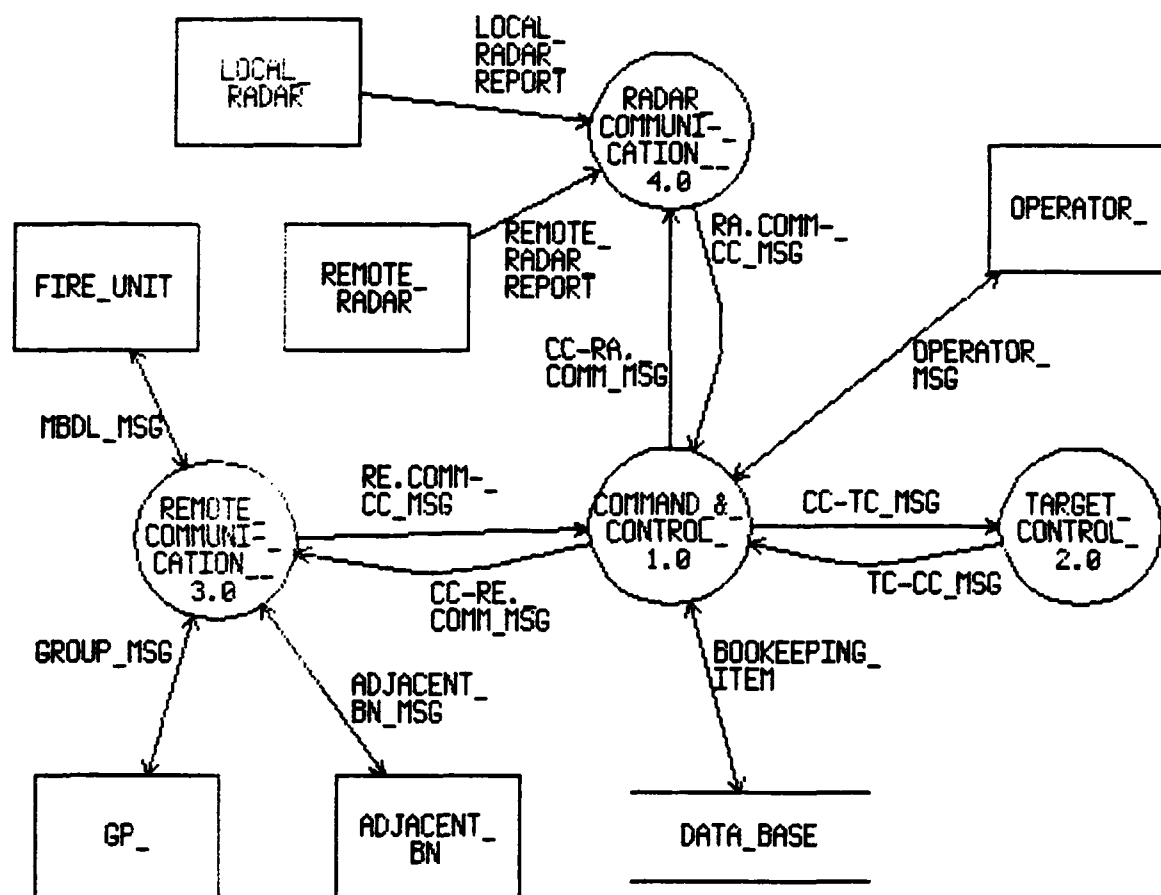 LOCAL_
RADAR
LOCAL_
RADAR_
REPORT
RADAR_
COMMUNI-_
CATION__
4.0
OPERATOR_
FIRE_UNIT
REMOTE_
RADAR
REMOTE_
RADAR_
REPORT
RA.COMM-_
CC_MSG
CC-RA._
COMM_MSG
OPERATOR_
MSG
MBDL_MSG
REMOTE_
COMMUNI-_
CATION__
3.0
RE.COMM-_
CC_MSG
COMMAND_&_
CONTROL_
1.0
CC-TC_MSG
TARGET_
CONTROL_
2.0
CC-RE._
COMM_MSG
TC-CC_MSG
GROUP_MSG
ADJACENT_
BN_MSG
BOOKEEPING_
ITEM
GP_
ADJACENT_
BN
DATA_BASE